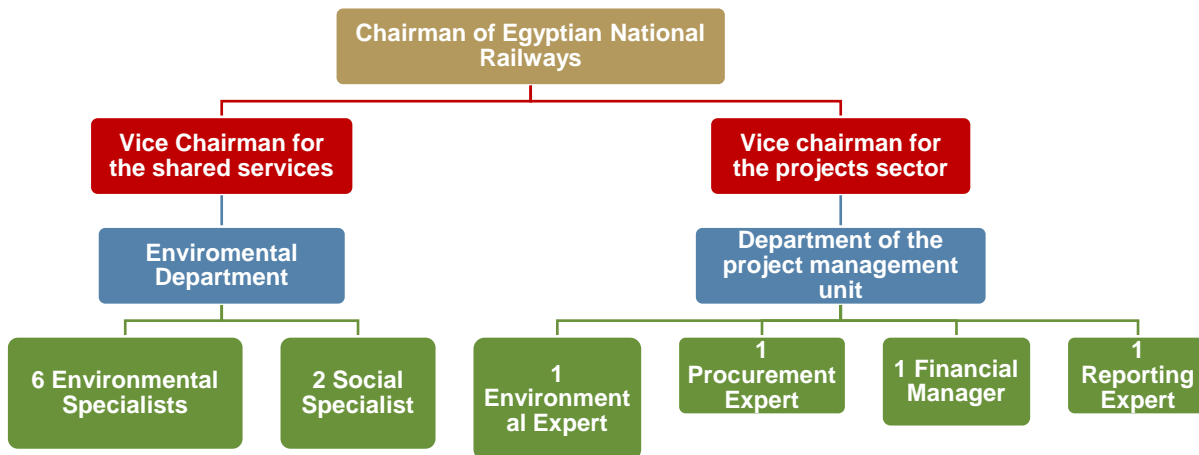 Chairman of Egyptian National
Railways
Vice Chairman for
the shared services
Vice chairman for
the projects sector
Enviromental
Department
Department of the
project management
unit
6 Environmental
Specialists
2 Social
Specialist
1
Environment
al Expert
1
Procurement
Expert
1 Financial
Manager
1
Reporting
Expert